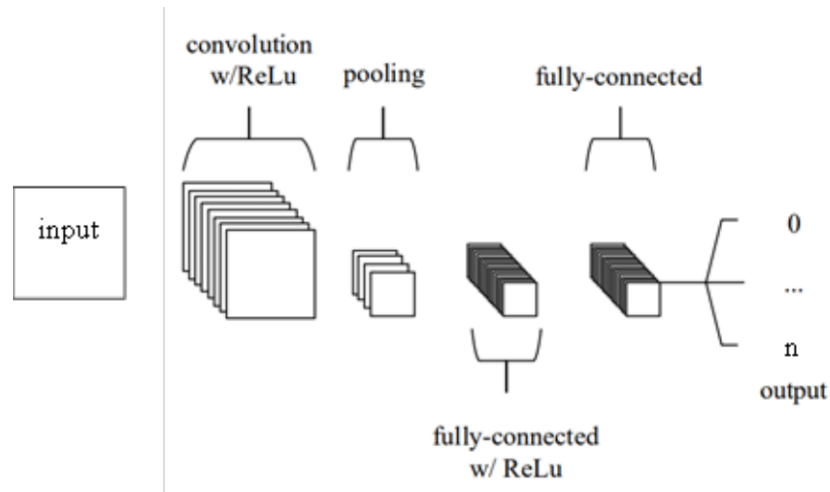 convolution
w/ReLu
pooling
fully-connected
input
0
...
n
output
fully-connected
w/ ReLu